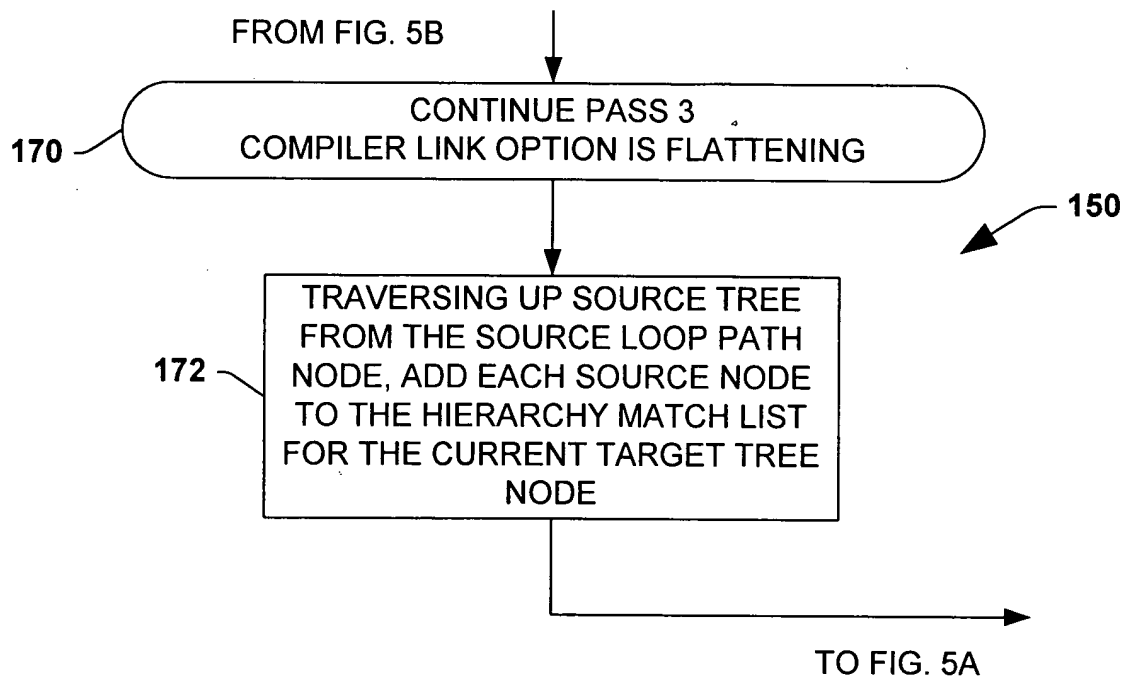 FROM FIG. 5B
CONTINUE PASS 3
COMPILER LINK OPTION IS FLATTENING
170
150
TRAVERSING UP SOURCE TREE
FROM THE SOURCE LOOP PATH
NODE, ADD EACH SOURCE NODE
TO THE HIERARCHY MATCH LIST
FOR THE CURRENT TARGET TREE
NODE
172
TO FIG. 5A